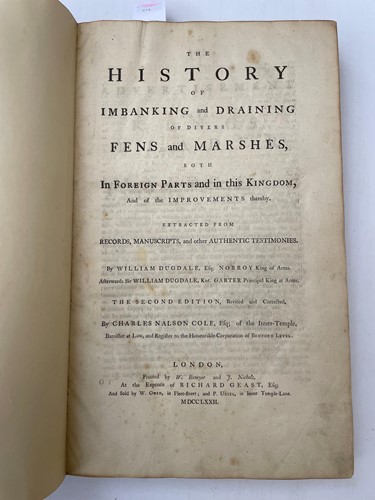 THE
HISTORY
OF
IMBANKING and DRAINING
OF DIVERS
FENS and MARSHES,
BOTH
In FOREIGN PARTS and in this KINGDOM,
And of the IMPROVEMENTS thereby.
EXTRACTED FROM
RECORDS, MANUSCRIPTS, and other AUTHENTIC TESTIMONIES.
By WILLIAM DUGDALE, Esq; NORROY King of Arms.
Afterwards Sir WILLIAM DUGDALE, Knt. GARTER Principal King at Arms.
THE SECOND EDITION, Revised and Corrected,
By CHARLES NALSON COLE, Esq; of the Inner-Temple,
Barrister at Law, and Register to the Honourable Corporation of BEDFORD LEVEL.
LONDON,
Printed by W. Bowyer and J. Nichols,
At the Expence of RICHARD GEAST, Esq;
And Sold by W. OWEN, in Fleet-street; and P. URIEL, in Inner Temple-Lane.
MDCCLXXII.